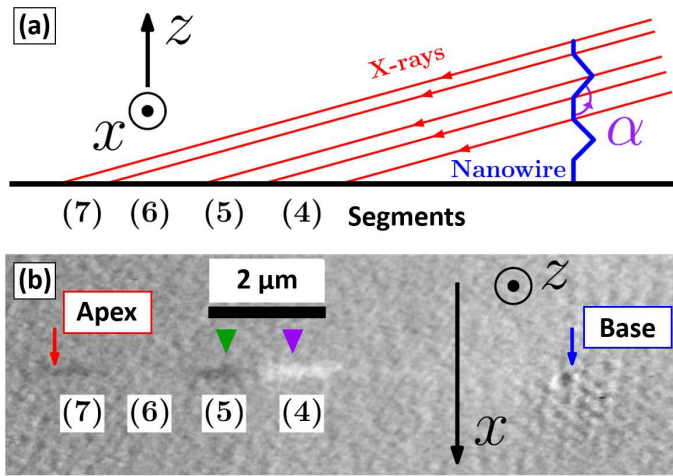 (a)
z
X-rays
x
α
Nanowire
(7) (6) (5) (4) Segments
(b)
2 μm
z
Apex
Base
(7) (6) (5) (4)
x